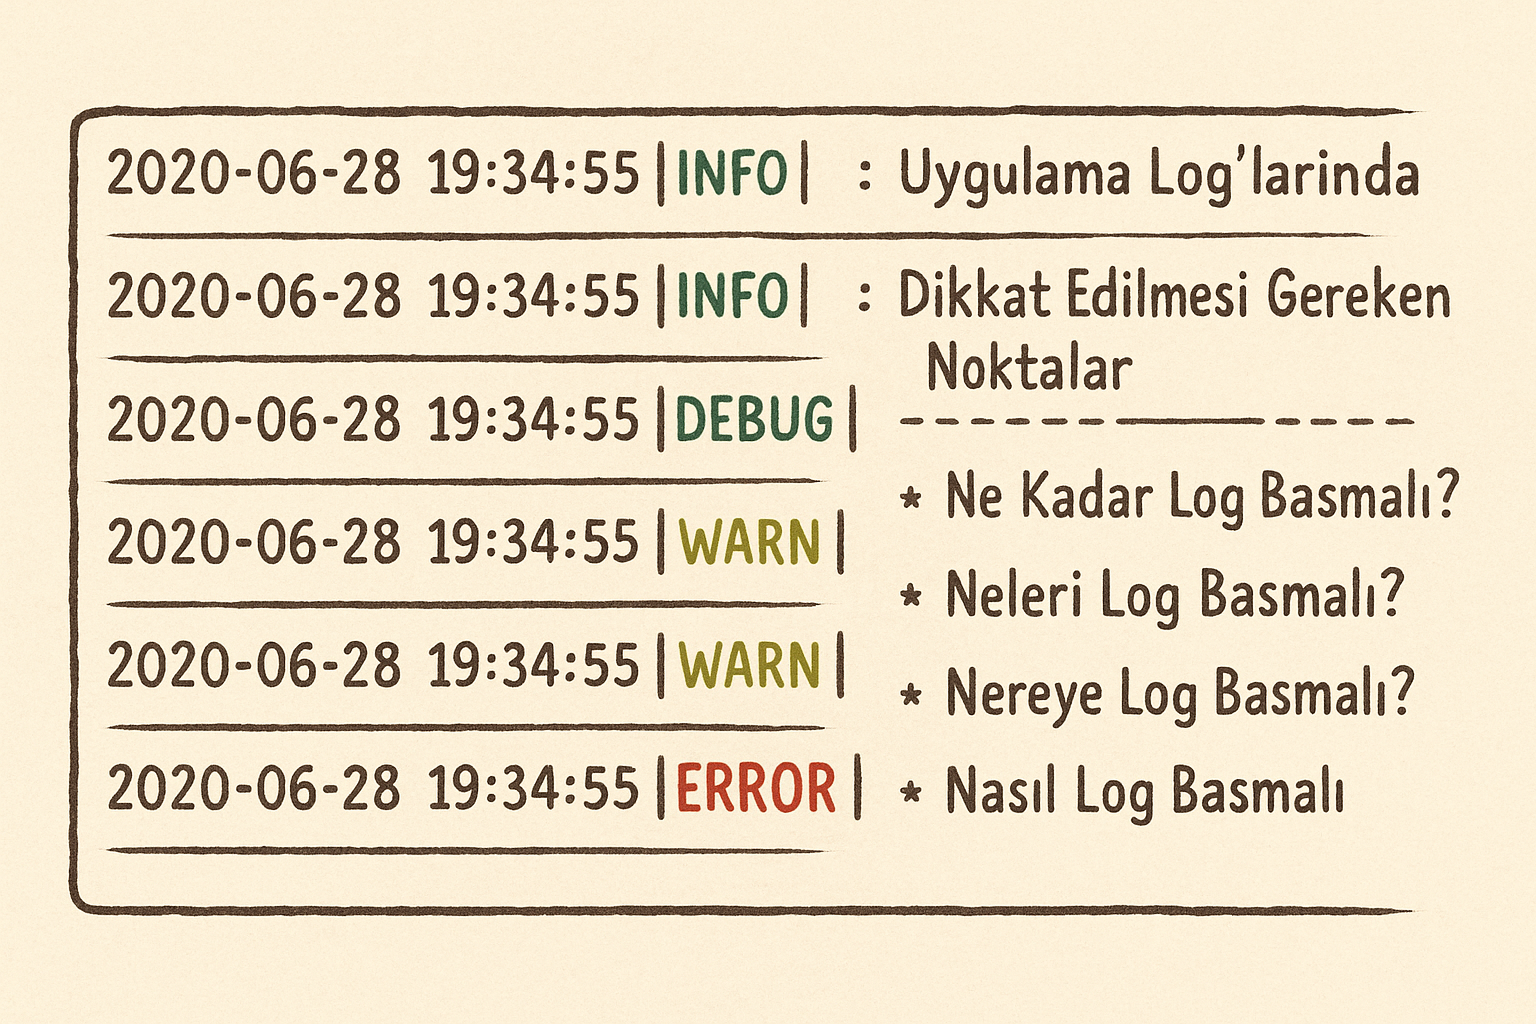 2020-06-28 19:34:55 |INFO| : Uygulama Log'larinda
2020-06-28 19:34:55 |INFO| : Dikkat Edilmesi Gereken
Noktalar
2020-06-28 19:34:55 |DEBUG|
* Ne Kadar Log Basmalı?
2020-06-28 19:34:55 |WARN|
* Neleri Log Basmalı?
2020-06-28 19:34:55 |WARN|
* Nereye Log Basmalı?
2020-06-28 19:34:55 |ERROR| * Nasıl Log Basmalı